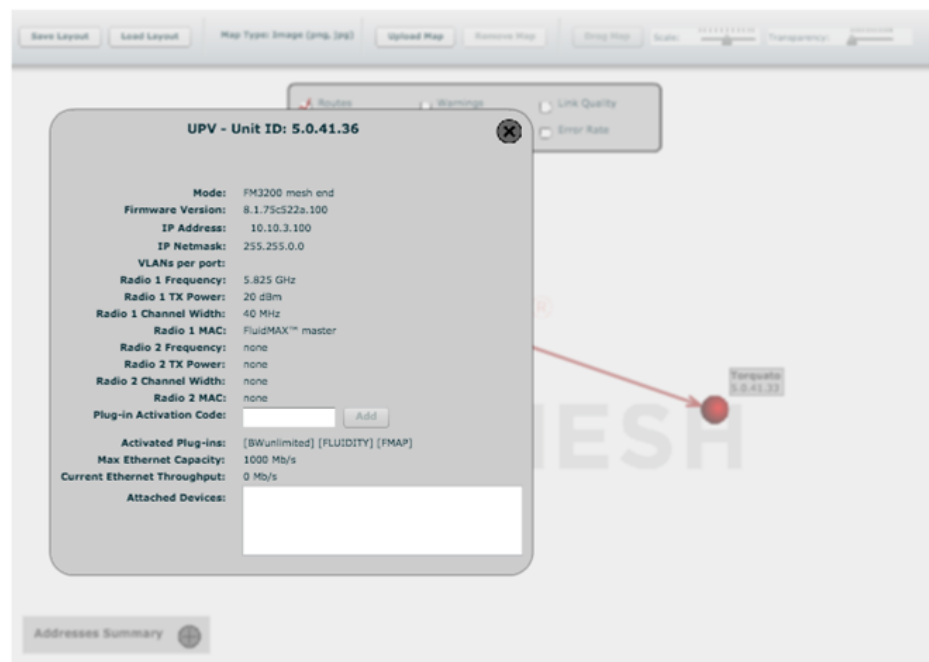 Save Layout Load Layout Map Type: Image (png, jpg) Upload Map Remove Map Drag Map Scale: Transparency:
Routes Warnings Link Quality
Error Rate
UPV - Unit ID: 5.0.41.36
Mode: FM3200 mesh end
Firmware Version: 8.1.75c522a.100
IP Address: 10.10.3.100
IP Netmask: 255.255.0.0
VLANs per port:
Radio 1 Frequency: 5.825 GHz
Radio 1 TX Power: 20 dBm
Radio 1 Channel Width: 40 MHz
Radio 1 MAC: FluidMAX™ master
Radio 2 Frequency: none
Radio 2 TX Power: none
Radio 2 Channel Width: none
Radio 2 MAC: none
Plug-in Activation Code: Add
Activated Plug-ins: [BWunlimited] [FLUIDITY] [FMAP]
Max Ethernet Capacity: 1000 Mb/s
Current Ethernet Throughput: 0 Mb/s
Attached Devices:
®
Torquato
5.0.41.33
ESH
Addresses Summary